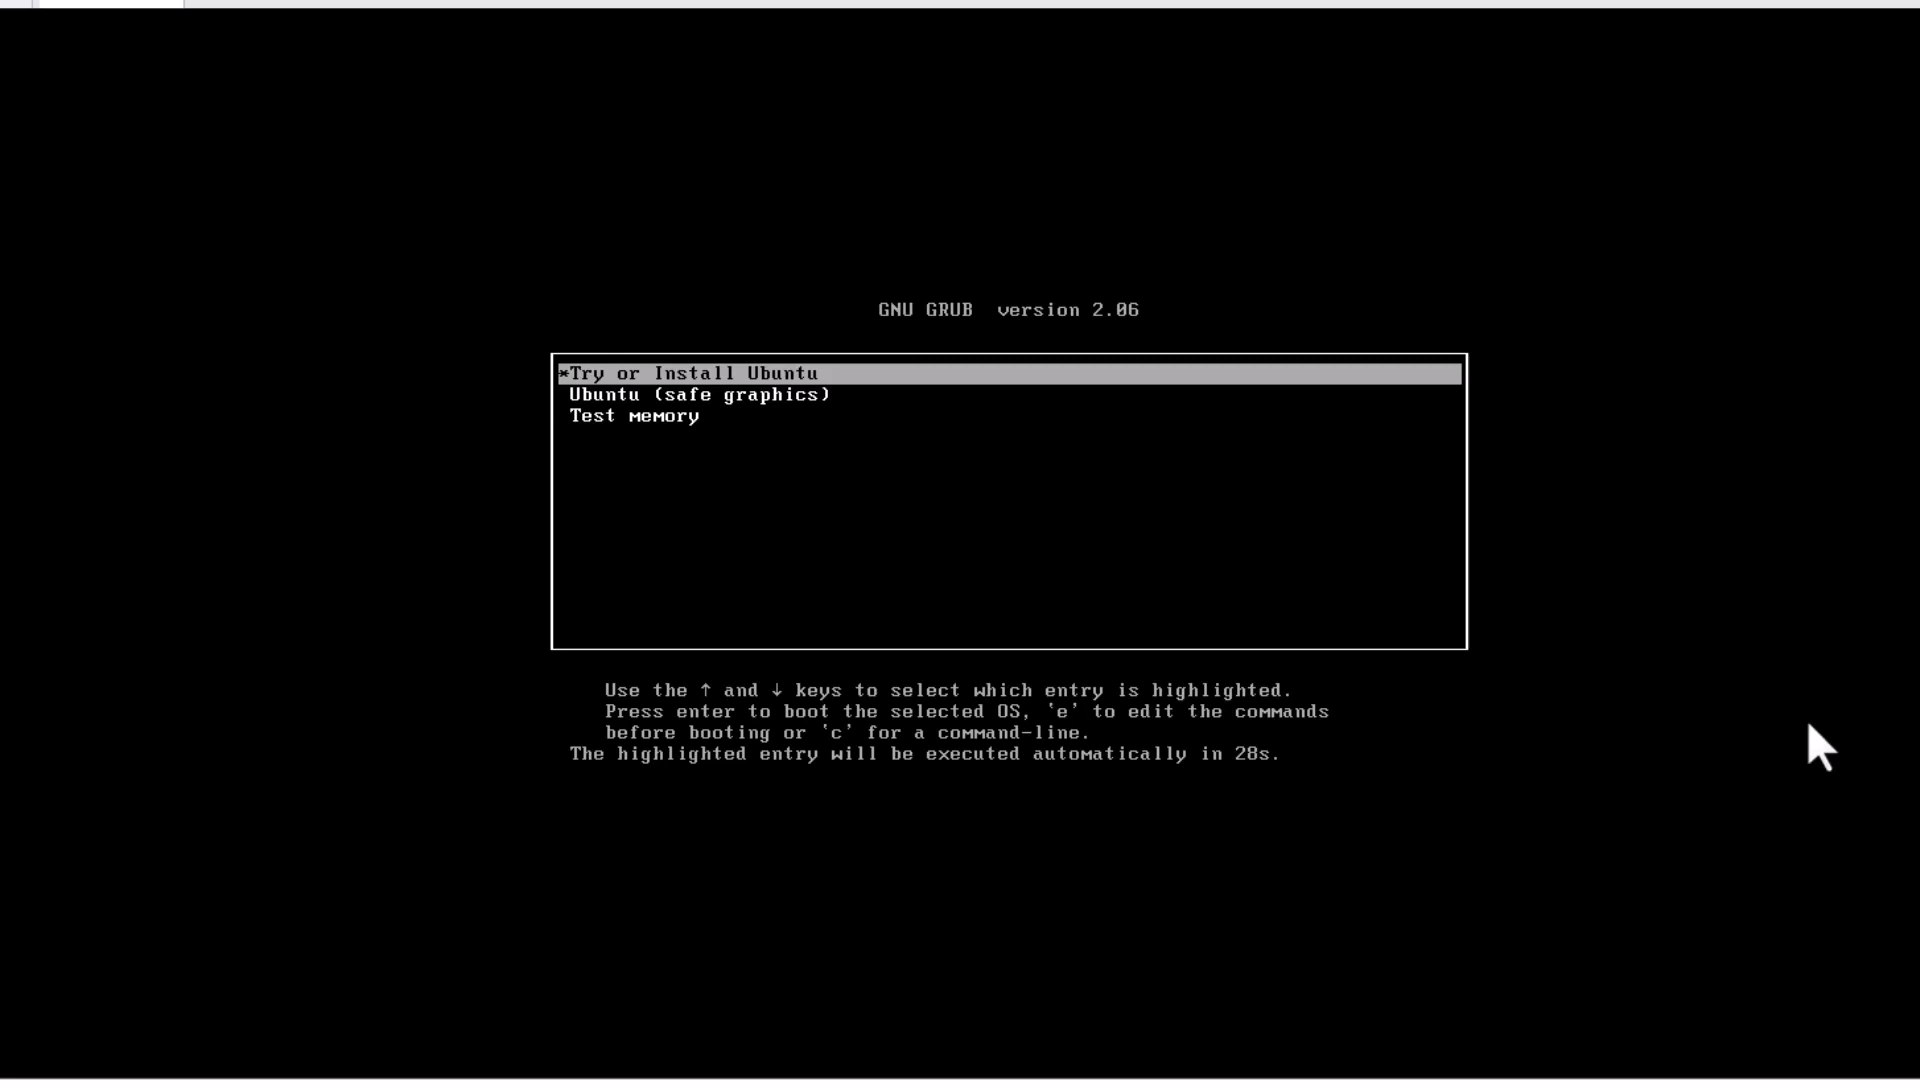 GNU GRUB  version 2.06
*Try or Install Ubuntu
Ubuntu (safe graphics)
Test memory
Use the ↑ and ↓ keys to select which entry is highlighted.
Press enter to boot the selected OS, `e' to edit the commands
before booting or `c' for a command-line.
The highlighted entry will be executed automatically in 28s.